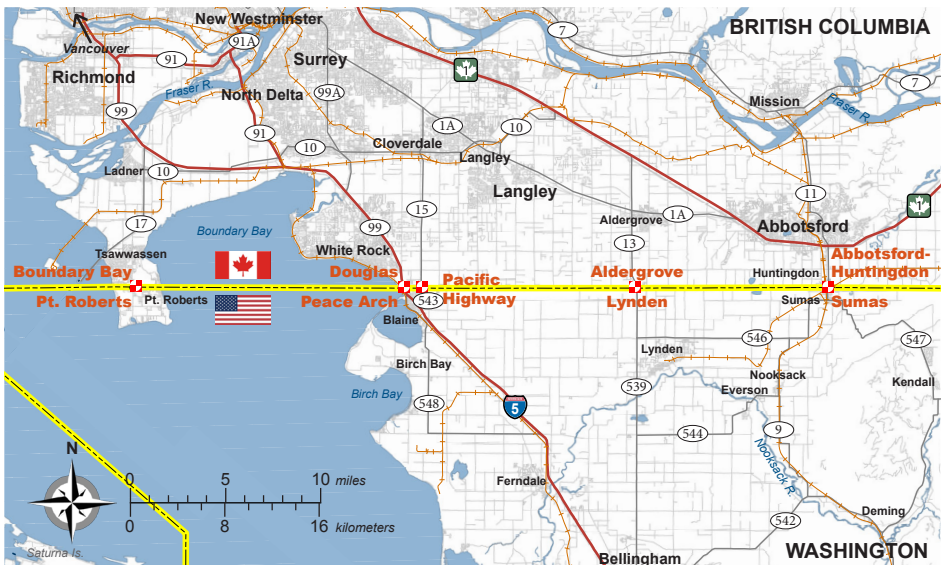 New Westminster
BRITISH COLUMBIA
7
Vancouver
91
91A
Surrey
1
Richmond
7
Fraser R.
North Delta
99A
Mission
Fraser R.
99
91
1A
10
10
Cloverdale
Langley
Ladner
10
Langley
11
15
1A
1
17
99
Aldergrove
Abbotsford
Boundary Bay
13
Tsawwassen
White Rock
Abbotsford-
Huntingdon
Boundary Bay
Douglas
Pacific
Highway
Aldergrove
Huntingdon
Pt. Roberts
Pt. Roberts
Peace Arch
543
Lynden
Sumas
Sumas
Blaine
546
547
Lynden
Birch Bay
Nooksack
Kendall
Everson
539
Birch Bay
548
5
9
544
N
Nooksack R.
0
5
10 miles
Ferndale
0
8
16 kilometers
542
Deming
Saturna Is.
Bellingham
WASHINGTON